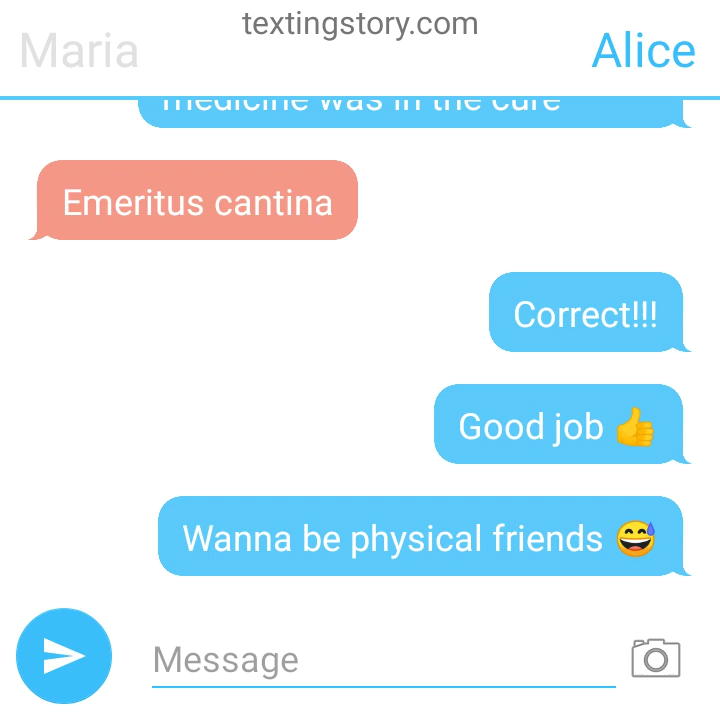 textingstory.com
Maria
Alice
medicine was in the cure
Emeritus cantina
Correct!!!
Good job 👍
Wanna be physical friends 😅
Message